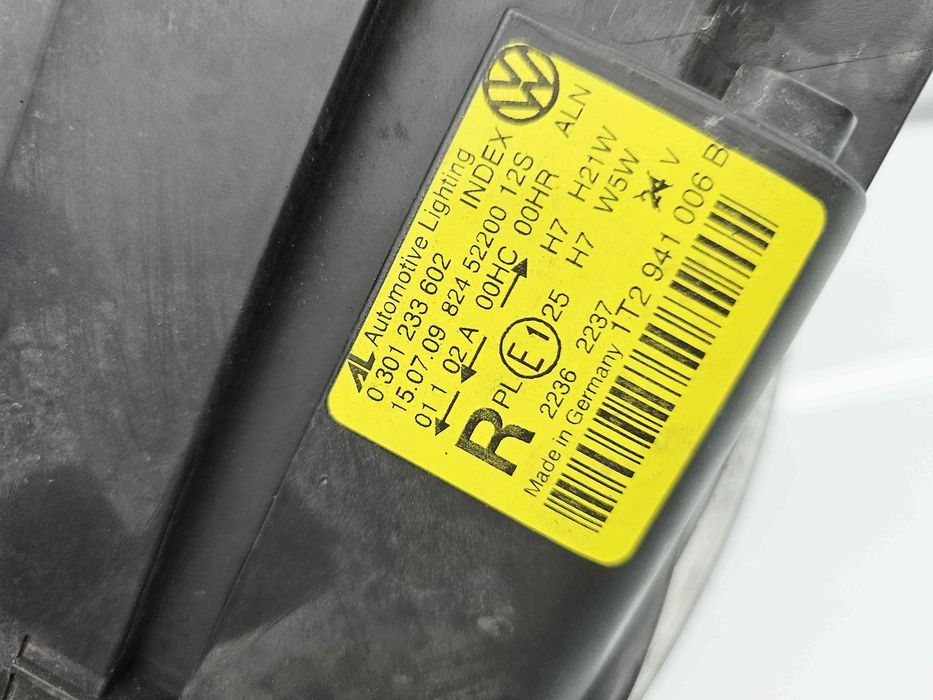 AL Automotive Lighting
0 301 233 602 INDEX ALN
15.07.09 824 52200 12S
01 1 02 A 00HC 00HR
R PL E1 25 H7 H7 H21W W5W
2236 2237 V
Made in Germany 1T2 941 006 B